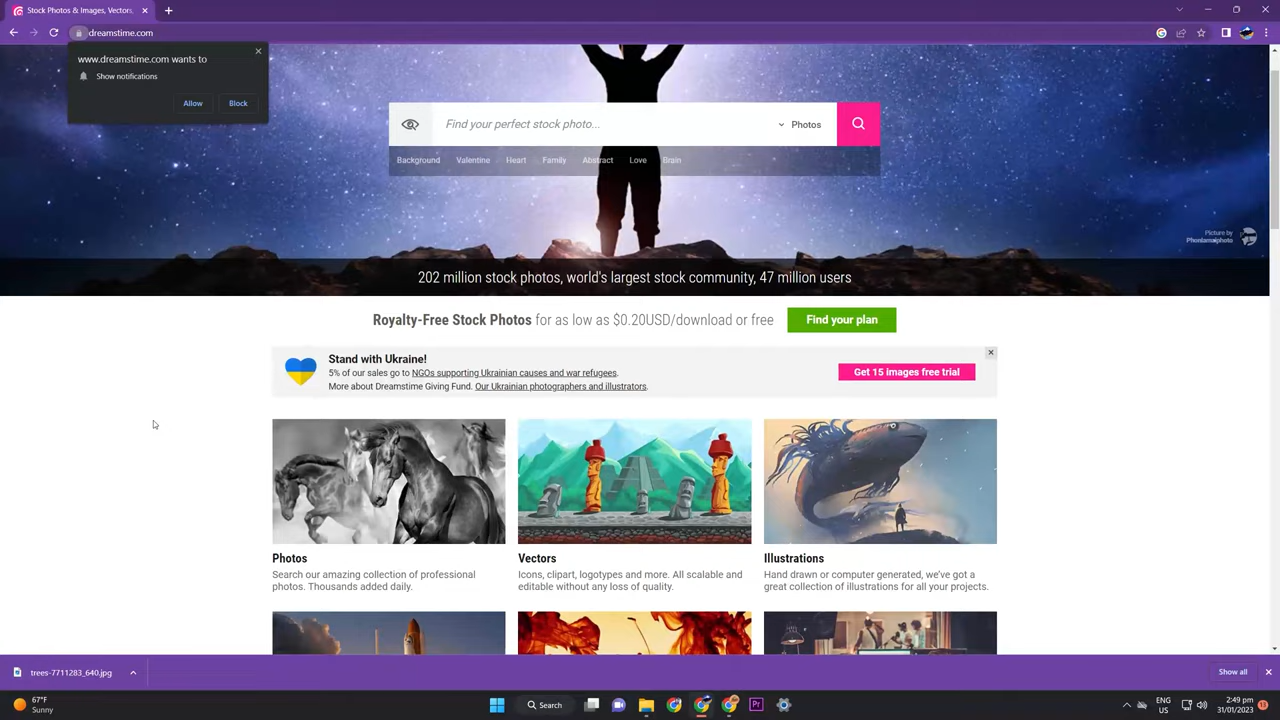 Stock Photos & Images, Vectors,
dreamstime.com
www.dreamstime.com wants to
Show notifications
Allow
Block
Find your perfect stock photo...
Photos
Background
Valentine
Heart
Family
Abstract
Love
Brain
Picture by
Phonlamaiphoto
202 million stock photos, world's largest stock community, 47 million users
Royalty-Free Stock Photos for as low as $0.20USD/download or free
Find your plan
Stand with Ukraine!
5% of our sales go to NGOs supporting Ukrainian causes and war refugees.
More about Dreamstime Giving Fund. Our Ukrainian photographers and illustrators.
Get 15 images free trial
Photos
Search our amazing collection of professional
photos. Thousands added daily.
Vectors
Icons, clipart, logotypes and more. All scalable and
editable without any loss of quality.
Illustrations
Hand drawn or computer generated, we've got a
great collection of illustrations for all your projects.
trees-7711283_640.jpg
Show all
67°F
Sunny
Search
Pr
ENG
US
2:49 pm
31/01/2023
13